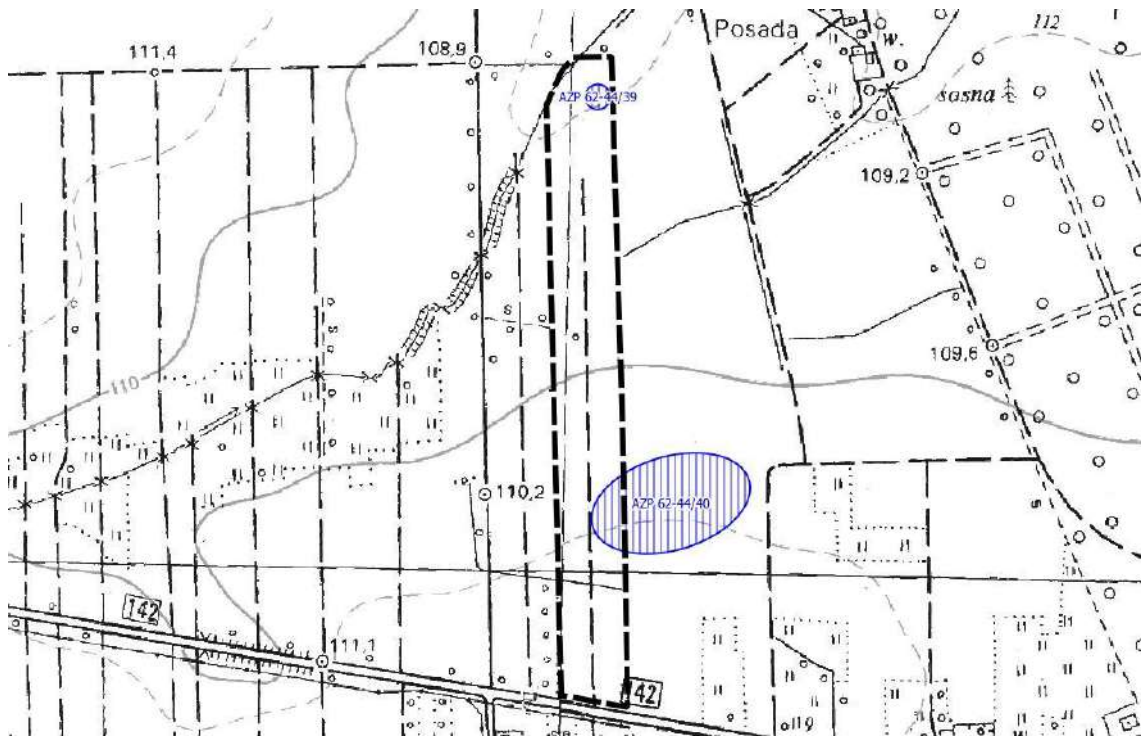 112
Posada
W.
111,4
108,9
AZP 62-44/39
sosna
109,2
s
s
109,6
110
110,2
AZP 62-44/40
s
142
111,1
142